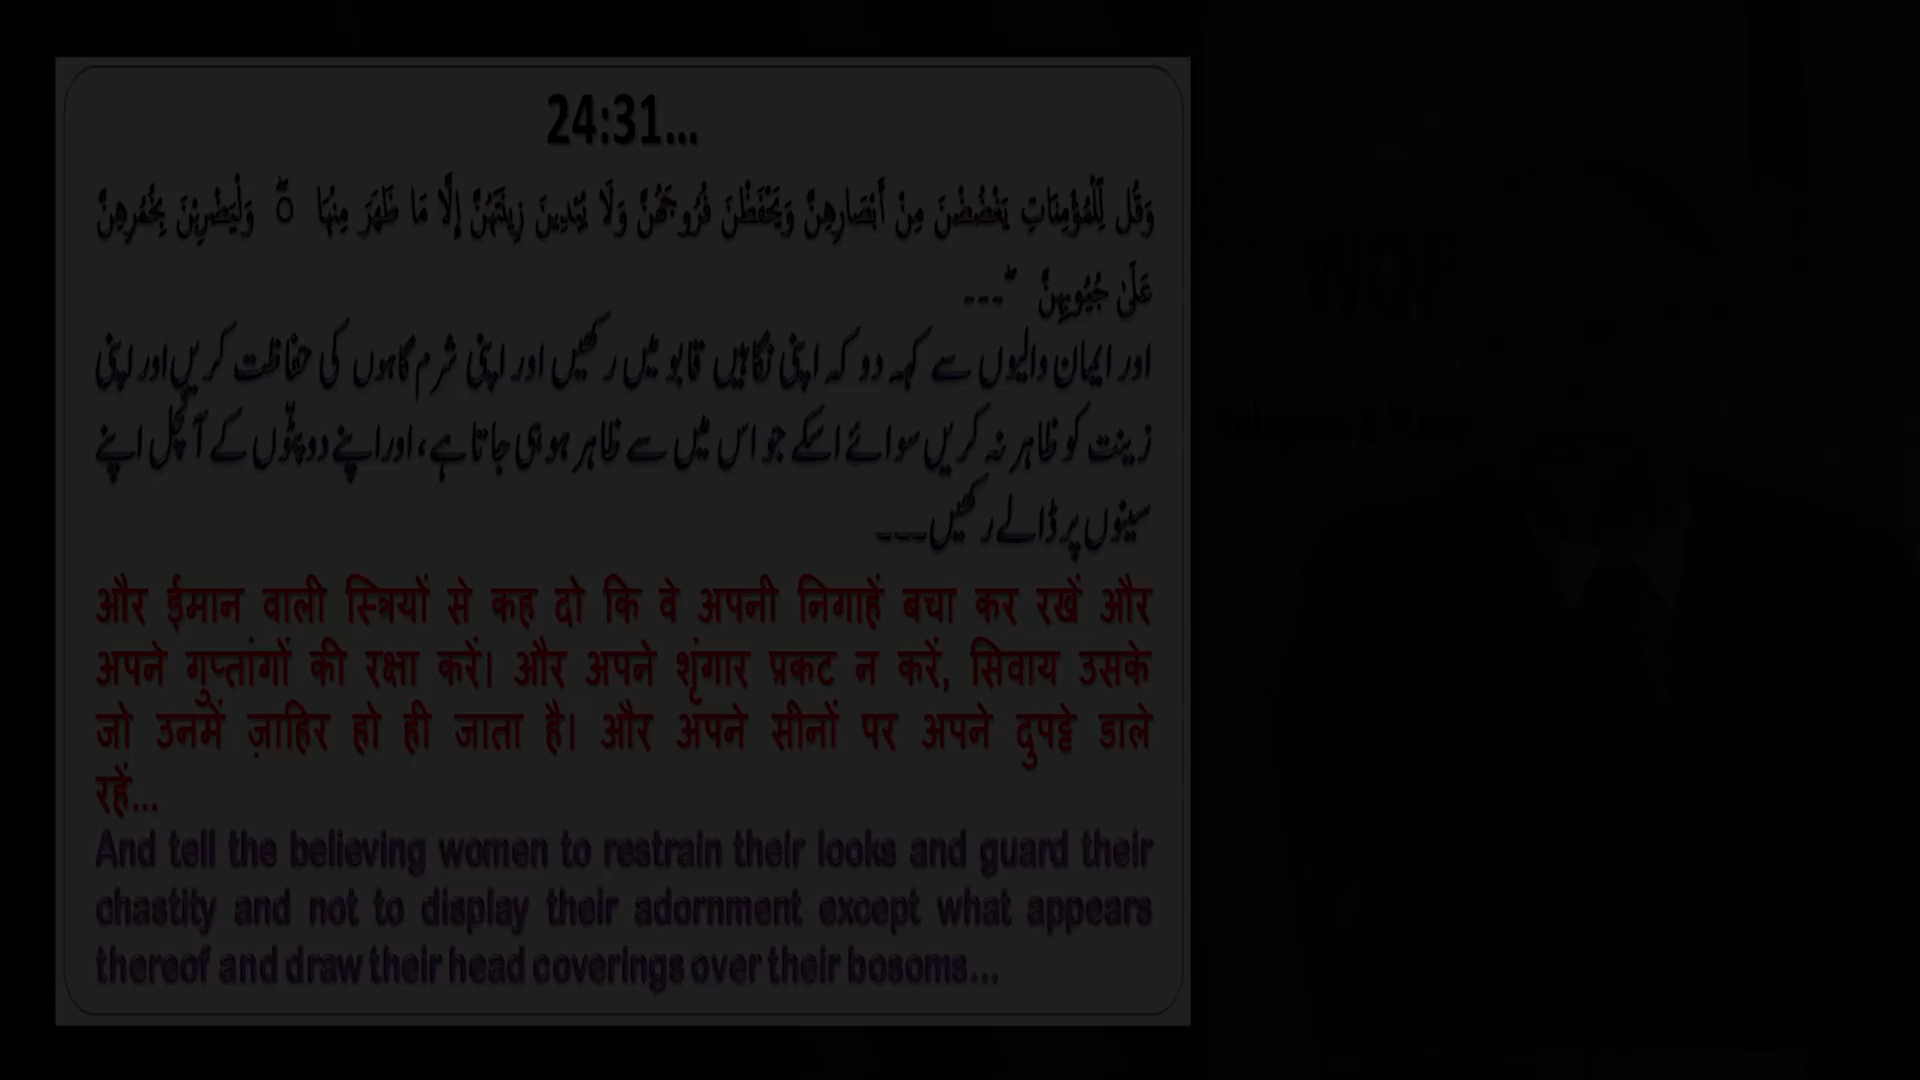 24:31...
وَقُل لِّلْمُؤْمِنَاتِ يَغْضُضْنَ مِنْ أَبْصَارِهِنَّ وَيَحْفَظْنَ فُرُوجَهُنَّ وَلَا يُبْدِينَ زِينَتَهُنَّ إِلَّا مَا ظَهَرَ مِنْهَا ۖ وَلْيَضْرِبْنَ بِخُمُرِهِنَّ
عَلَىٰ جُيُوبِهِنَّ ۖ ---
اور ایمان والیوں سے کہہ دو کہ اپنی نگاہیں قابو میں رکھیں اور اپنی شرم گاہوں کی حفاظت کریں اور اپنی
زینت کو ظاہر نہ کریں سوائے اسکے جو اس میں سے ظاہر ہو ہی جاتا ہے، اور اپنے دوپٹّوں کے آنچل اپنے
سینوں پر ڈالے رکھیں---
और ईमान वाली स्त्रियों से कह दो कि वे अपनी निगाहें बचा कर रखें और
अपने गुप्तांगों की रक्षा करें। और अपने शृंगार प्रकट न करें, सिवाय उसके
जो उनमें ज़ाहिर हो ही जाता है। और अपने सीनों पर अपने दुपट्टे डाले
रहें...
And tell the believing women to restrain their looks and guard their
chastity and not to display their adornment except what appears
thereof and draw their head coverings over their bosoms...